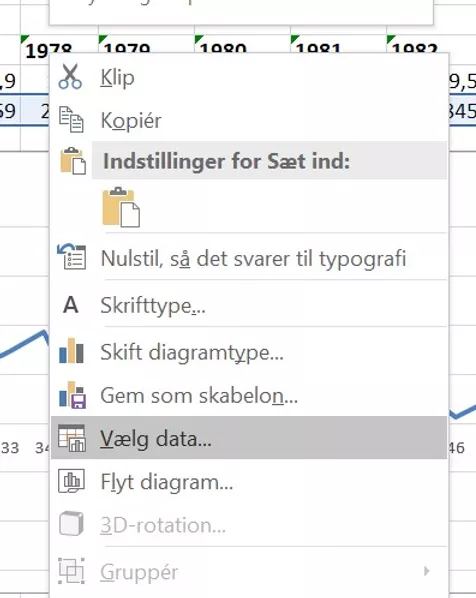 1978 1979 1980 1981 1982
,9 9,5
59 2 345
Klip
Kopiér
Indstillinger for Sæt ind:
Nulstil, så det svarer til typografi
A Skrifttype...
Skift diagramtype...
Gem som skabelon...
Vælg data...
33 34 46
Flyt diagram...
3D-rotation...
Gruppér